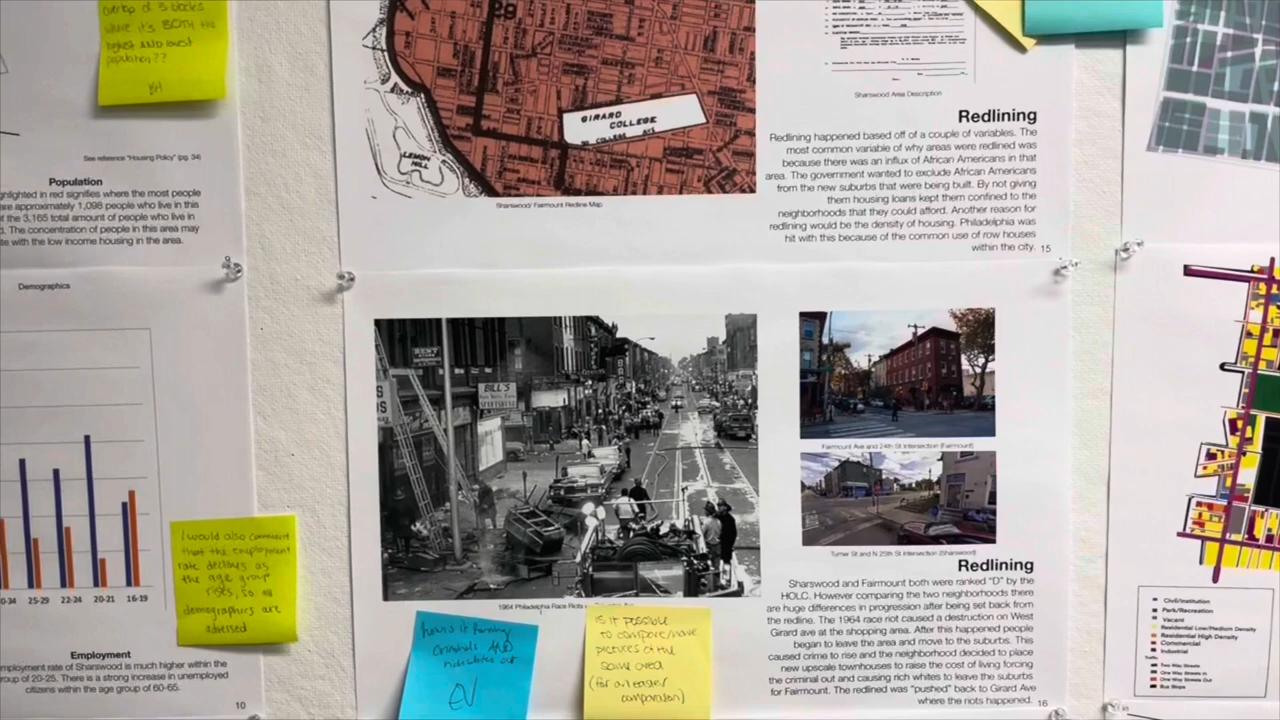 overlap of 3 blocks
where it's BOTH the
highest AND lowest
population??
See reference "Housing Policy" (pg. 34)
Population
ghlighted in red signifies where the most people
are approximately 1,098 people who live in this
f the 3,165 total amount of people who live in
d. The concentration of people in this area may
te with the low income housing in the area.
Demographics
25-29
22-24
20-21
16-19
I would also comment
that the employment
rate declines as
the age group
rises, so all
demographics are
Employment
mployment rate of Sharswood is much higher within the
roup of 20-25. There is a strong increase in unemployed
citizens within the age group of 60-65.
10
29
GIRARD
COLLEGE
COLLEGE AVE
LEMON
HILL
Sharswood/ Fairmount Redline Map
Sharswood Area Description
Redlining
Redlining happened based off of a couple of variables. The
most common variable of why areas were redlined was
because there was an influx of African Americans in that
area. The government wanted to exclude African Americans
from the new suburbs that were being built. By not giving
them housing loans kept them confined to the
neighborhoods that they could afford. Another reason for
redlining would be the density of housing. Philadelphia was
hit with this because of the common use of row houses
within the city.
15
BILL'S
1964 Philadelphia Race Riots
Fairmount Ave and 24th St Intersection (Fairmount)
Turner St and N 25th St Intersection (Sharswood)
Redlining
Sharswood and Fairmount both were ranked "D" by the
HOLC. However comparing the two neighborhoods there
are huge differences in progression after being set back from
the redline. The 1964 race riot caused a destruction on West
Girard ave at the shopping area. After this happened people
began to leave the area and move to the suburbs. This
caused crime to rise and the neighborhood decided to place
new upscale townhouses to raise the cost of living forcing
the criminal out and causing rich whites to leave the suburbs
for Fairmount. The redlined was "pushed" back to Girard Ave
where the riots happened.
16
how is it forcing
criminals AND
is it possible
to compare/have
pictures of the
same area
(for an easier
comparison)
Civil/Institution
Park/Recreation
Vacant
Residential Low/Medium Density
Residential High Density
Commercial
Industrial
Traffic
Two Way Streets
One Way Streets In
One Way Streets Out
Bus Stops